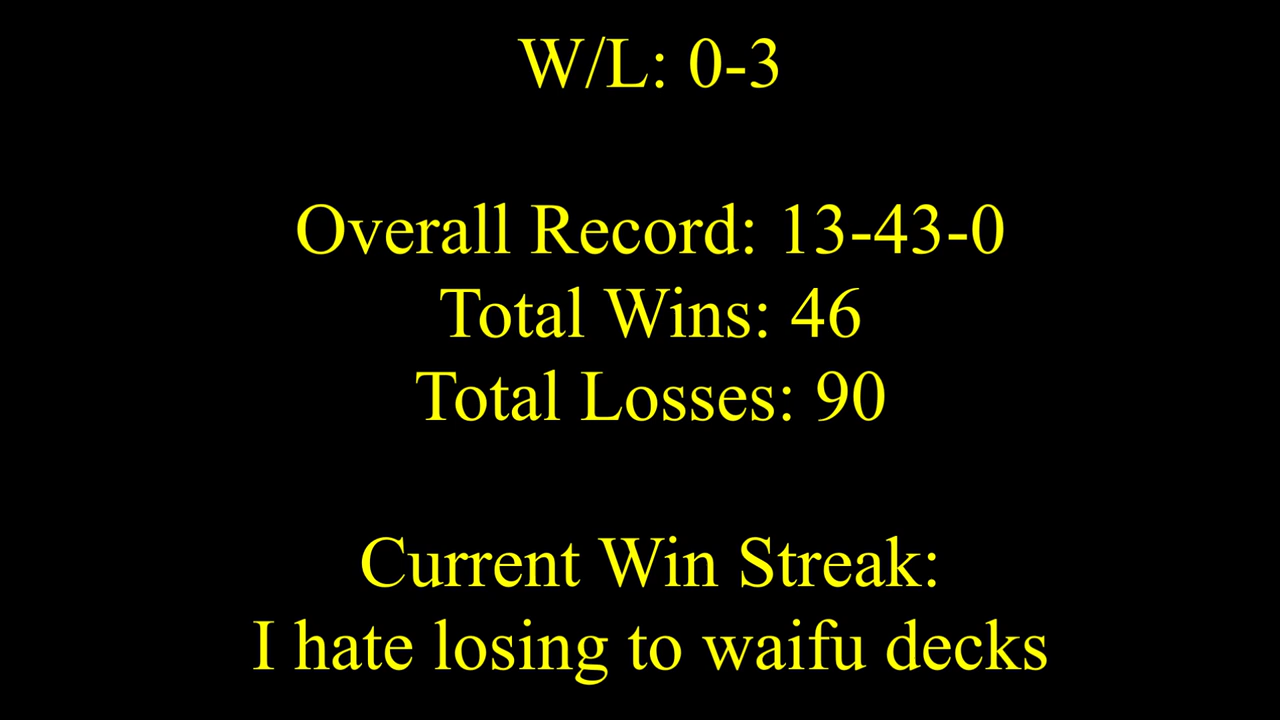 W/L: 0-3
Overall Record: 13-43-0
Total Wins: 46
Total Losses: 90
Current Win Streak:
I hate losing to waifu decks